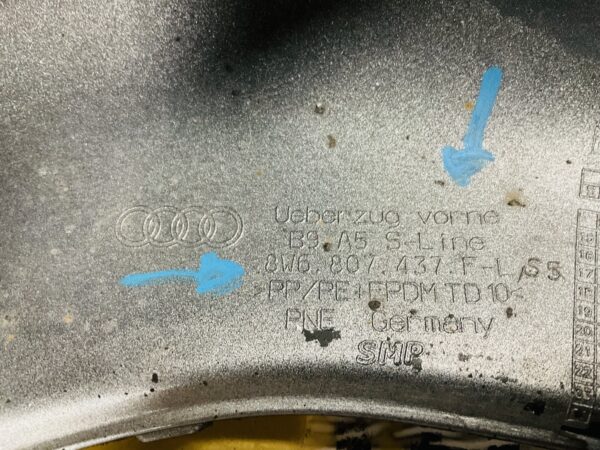 Ueberzug vorne
B9 A5 S-Line
8W6.807.437 F-L,S5
>PP/PE+EPDM TD10<
PNE Germany
SMP